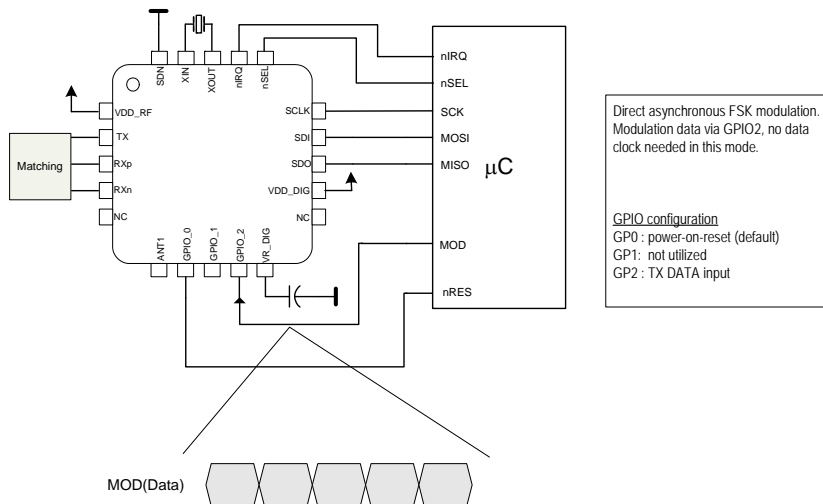 SDN
XIN
XOUT
nIRQ
nSEL
VDD_RF
TX
RXp
RXn
NC
Matching
SCLK
SDI
SDO
VDD_DIG
NC
ANT1
GPIO_0
GPIO_1
GPIO_2
VR_DIG
nIRQ
nSEL
SCK
MOSI
MISO
μC
MOD
nRES
Direct asynchronous FSK modulation.
Modulation data via GPIO2, no data
clock needed in this mode.
GPIO configuration
GP0 : power-on-reset (default)
GP1: not utilized
GP2 : TX DATA input
MOD(Data)